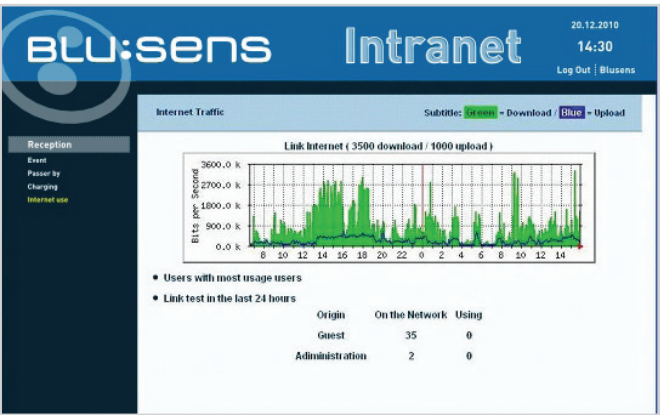 BLU:sens
Intranet
20.12.2010
14:30
Log Out | Blusens
Internet Traffic
Subtitle: Green = Download / Blue = Upload
Reception
Event
Passer by
Charging
Internet use
Link Internet ( 3500 download / 1000 upload )
Bits per Second
3600.0 k
2700.0 k
1800.0 k
900.0 k
0.0 k
8 10 12 14 16 18 20 22 0 2 4 6 8 10 12 14
• Users with most usage users
• Link test in the last 24 hours
Origin On the Network Using
Guest 35 0
Adiministration 2 0